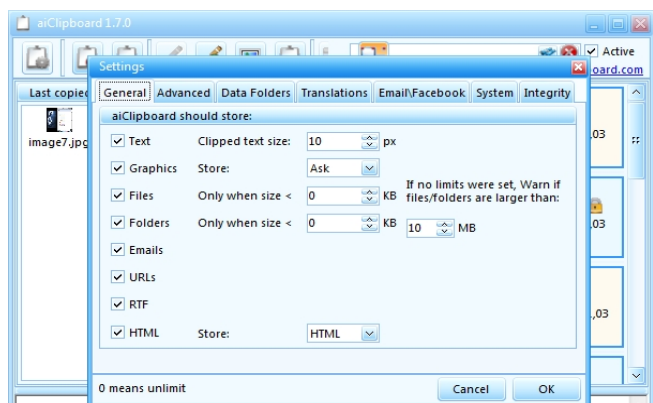 aiClipboard 1.7.0
Active
oard.com
Settings
Last copied
General Advanced Data Folders Translations Email\Facebook System Integrity
aiClipboard should store:
image7.jpg
Text Clipped text size: 10 px
,03
Graphics Store: Ask
If no limits were set, Warn if
files/folders are larger than:
Files Only when size < 0 KB
Folders Only when size < 0 KB 10 MB
,03
Emails
URLs
RTF
.,03
HTML Store: HTML
0 means unlimit Cancel OK